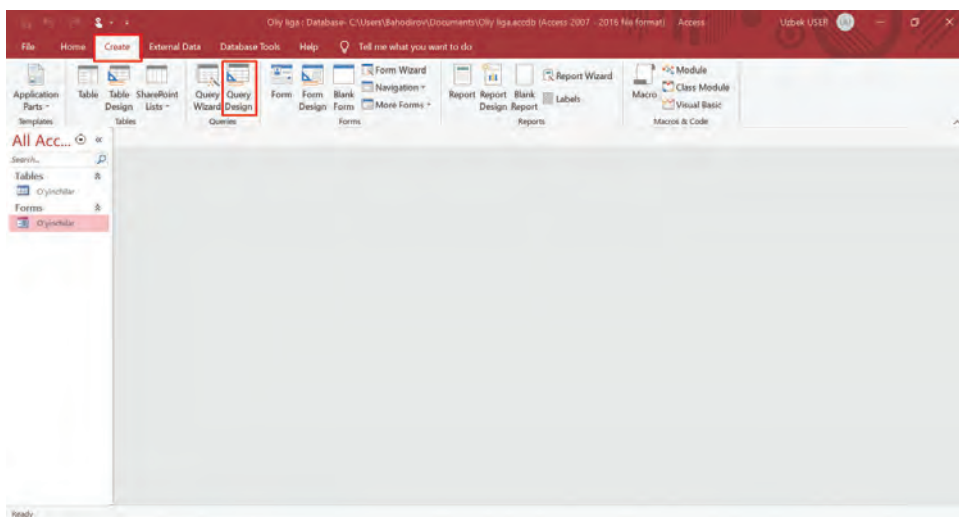 Oliy liga : Database- C:\Users\Bahodirov\Documents\Oliy liga.accdb (Access 2007 - 2016 file format) Access Uzbek USER UU
File Home Create External Data Database Tools Help Tell me what you want to do
Application Parts
Table
Table Design
SharePoint Lists
Query Wizard
Query Design
Form
Form Design
Blank Form
Form Wizard
Navigation
More Forms
Report
Report Design
Blank Report
Report Wizard
Labels
Macro
Module
Class Module
Visual Basic
Templates Tables Queries Forms Reports Macros & Code
All Acc...
Search...
Tables
O'yinchilar
Forms
O'yinchilar
Ready